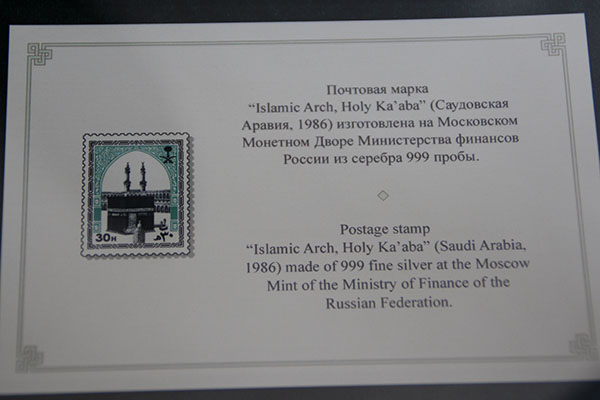 Почтовая марка
“Islamic Arch, Holy Ka’aba” (Саудовская
Аравия, 1986) изготовлена на Московском
Монетном Дворе Министерства финансов
России из серебра 999 пробы.
30H
٣٠هـ
Postage stamp
“Islamic Arch, Holy Ka’aba” (Saudi Arabia,
1986) made of 999 fine silver at the Moscow
Mint of the Ministry of Finance of the
Russian Federation.